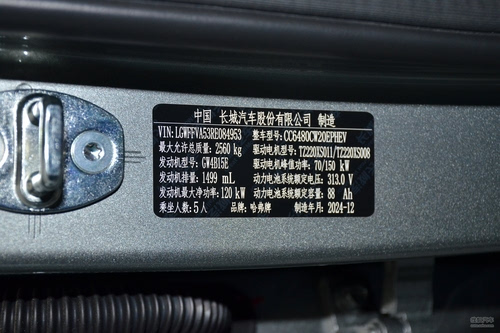 中国 长城汽车股份有限公司 制造
VIN: LGWFFVA53RE084953 整车型号: CC6480CW20EPHEV
最大允许总质量: 2560 kg 驱动电机型号: TZ220XS011/TZ220XS008
发动机型号: GW4B15E 驱动电机峰值功率: 70/150 kW
发动机排量: 1499 mL 动力电池系统额定电压: 313.0 V
发动机最大净功率: 120 kW 动力电池系统额定容量: 88 Ah
乘坐人数: 5人 品牌: 哈弗牌 制造年月: 2024-12